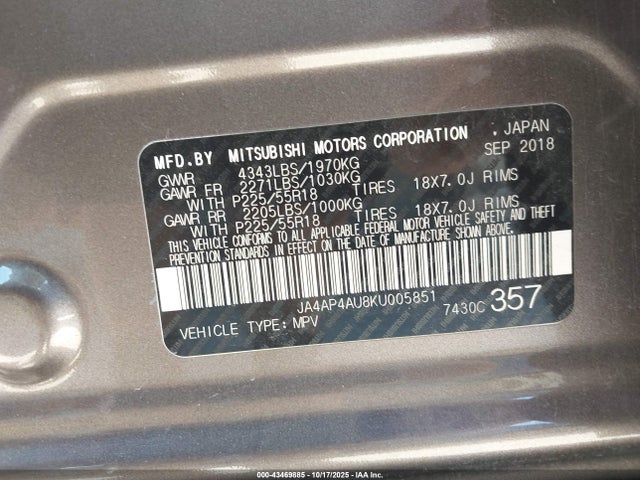 MFD.BY MITSUBISHI MOTORS CORPORATION . JAPAN
GVWR 4343LBS/1970KG SEP 2018
GAWR FR 2271LBS/1030KG
WITH P225/55R18 TIRES 18X7.0J RIMS
GAWR RR 2205LBS/1000KG
WITH P225/55R18 TIRES 18X7.0J RIMS
THIS VEHICLE CONFORMS TO ALL APPLICABLE FEDERAL MOTOR VEHICLE SAFETY AND THEFT
PREVENTION STANDARDS IN EFFECT ON THE DATE OF MANUFACTURE SHOWN ABOVE.
JA4AP4AU8KU005851
VEHICLE TYPE: MPV 7430C 357
000-43469885 - 10/17/2025 - IAA Inc.